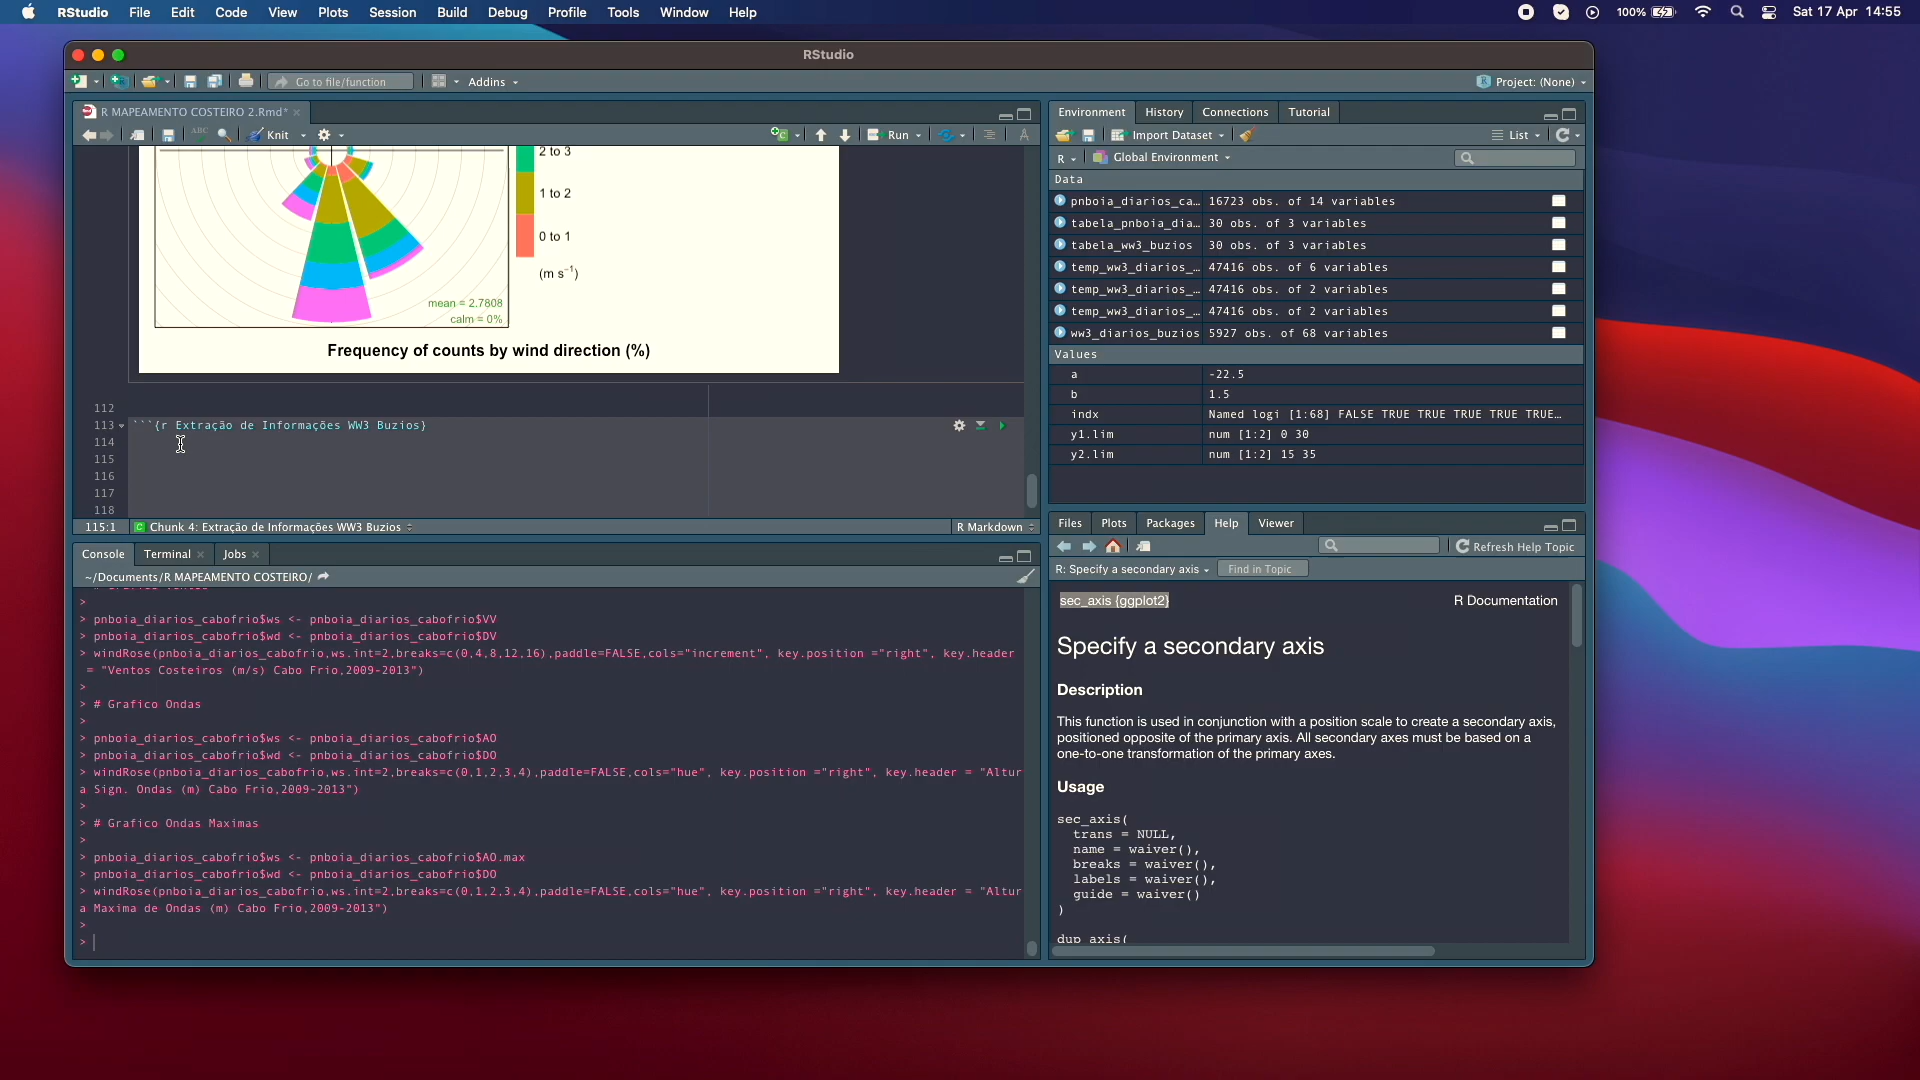 RStudio File Edit Code View Plots Session Build Debug Profile Tools Window Help 100% Sat 17 Apr 14:55
RStudio
Go to file/function Addins Project: (None)
R MAPEAMENTO COSTEIRO 2.Rmd*
ABC Knit Run
2 to 3
1 to 2
0 to 1
(m s⁻¹)
mean = 2.7808
calm = 0%
Frequency of counts by wind direction (%)
112
113 ```{r Extração de Informações WW3 Buzios}
114
115
116
117
118
115:1 Chunk 4: Extração de Informações WW3 Buzios R Markdown
Console Terminal Jobs
~/Documents/R MAPEAMENTO COSTEIRO/
>
> pnboia_diarios_cabofrio$ws <- pnboia_diarios_cabofrio$VV
> pnboia_diarios_cabofrio$wd <- pnboia_diarios_cabofrio$DV
> windRose(pnboia_diarios_cabofrio,ws.int=2,breaks=c(0,4,8,12,16),paddle=FALSE,cols="increment", key.position ="right", key.header
= "Ventos Costeiros (m/s) Cabo Frio,2009-2013")
>
> # Grafico Ondas
>
> pnboia_diarios_cabofrio$ws <- pnboia_diarios_cabofrio$AO
> pnboia_diarios_cabofrio$wd <- pnboia_diarios_cabofrio$DO
> windRose(pnboia_diarios_cabofrio,ws.int=2,breaks=c(0,1,2,3,4),paddle=FALSE,cols="hue", key.position ="right", key.header = "Altur
a Sign. Ondas (m) Cabo Frio,2009-2013")
>
> # Grafico Ondas Maximas
>
> pnboia_diarios_cabofrio$ws <- pnboia_diarios_cabofrio$AO.max
> pnboia_diarios_cabofrio$wd <- pnboia_diarios_cabofrio$DO
> windRose(pnboia_diarios_cabofrio,ws.int=2,breaks=c(0,1,2,3,4),paddle=FALSE,cols="hue", key.position ="right", key.header = "Altur
a Maxima de Ondas (m) Cabo Frio,2009-2013")
>
>
Environment History Connections Tutorial
Import Dataset List
R Global Environment
Data
pnboia_diarios_ca… 16723 obs. of 14 variables
tabela_pnboia_dia… 30 obs. of 3 variables
tabela_ww3_buzios 30 obs. of 3 variables
temp_ww3_diarios_… 47416 obs. of 6 variables
temp_ww3_diarios_… 47416 obs. of 2 variables
temp_ww3_diarios_… 47416 obs. of 2 variables
ww3_diarios_buzios 5927 obs. of 68 variables
Values
a -22.5
b 1.5
indx Named logi [1:68] FALSE TRUE TRUE TRUE TRUE TRUE…
y1.lim num [1:2] 0 30
y2.lim num [1:2] 15 35
Files Plots Packages Help Viewer
Refresh Help Topic
R: Specify a secondary axis Find in Topic
sec_axis {ggplot2} R Documentation
Specify a secondary axis
Description
This function is used in conjunction with a position scale to create a secondary axis,
positioned opposite of the primary axis. All secondary axes must be based on a
one-to-one transformation of the primary axes.
Usage
sec_axis(
trans = NULL,
name = waiver(),
breaks = waiver(),
labels = waiver(),
guide = waiver()
)
dup_axis(